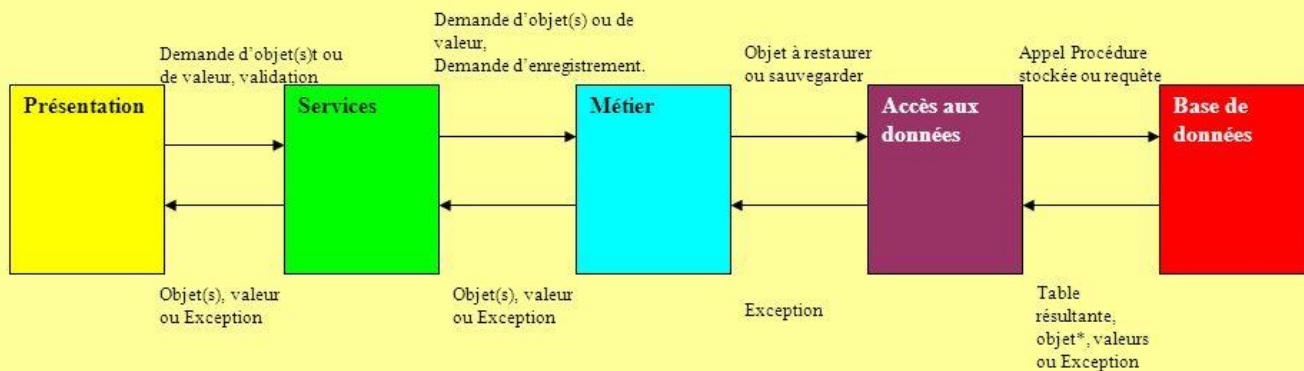 Demande d'objet(s)t ou
de valeur, validation
Demande d'objet(s) ou de
valeur,
Demande d'enregistrement.
Objet à restaurer
ou sauvegarder
Appel Procédure
stockée ou requête
Présentation
Services
Métier
Accès aux
données
Base de
données
Objet(s), valeur
ou Exception
Objet(s), valeur
ou Exception
Exception
Table
résultante,
objet*, valeurs
ou Exception